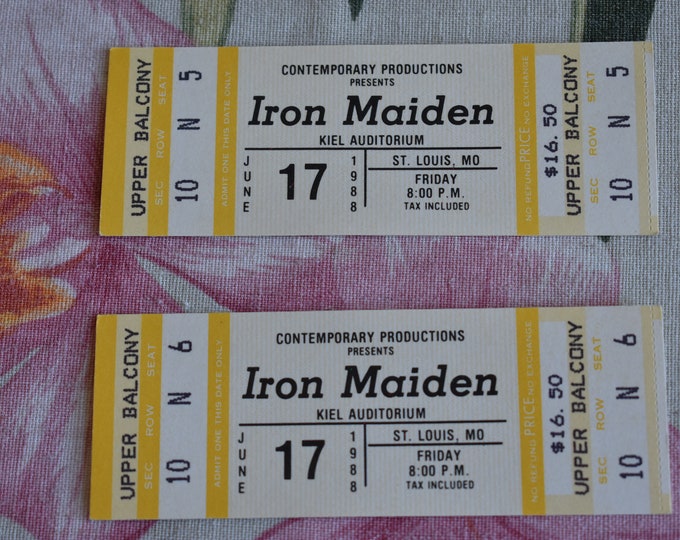 UPPER BALCONY
SEC ROW SEAT
10 N 5
ADMIT ONE THIS DATE ONLY
CONTEMPORARY PRODUCTIONS
PRESENTS
Iron Maiden
KIEL AUDITORIUM
JUNE
17
1988
ST. LOUIS, MO
FRIDAY
8:00 P.M.
TAX INCLUDED
NO REFUND PRICE NO EXCHANGE
$16.50
UPPER BALCONY
SEC ROW SEAT
10 N 5
UPPER BALCONY
SEC ROW SEAT
10 N 6
ADMIT ONE THIS DATE ONLY
CONTEMPORARY PRODUCTIONS
PRESENTS
Iron Maiden
KIEL AUDITORIUM
JUNE
17
1988
ST. LOUIS, MO
FRIDAY
8:00 P.M.
TAX INCLUDED
NO REFUND PRICE NO EXCHANGE
$16.50
UPPER BALCONY
SEC ROW SEAT
10 N 6